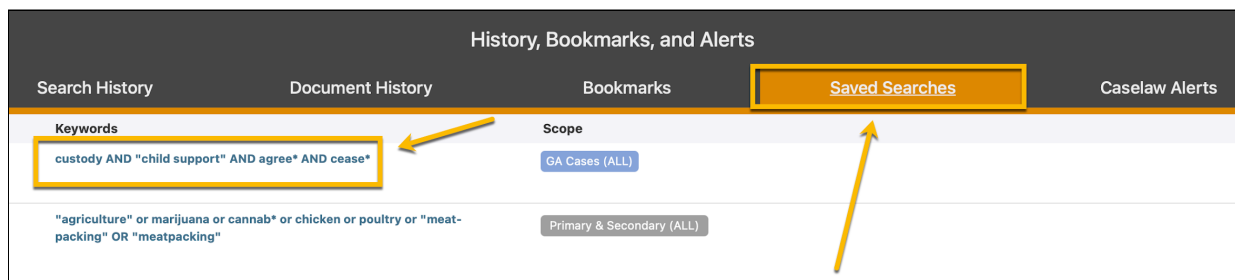 History, Bookmarks, and Alerts
Search History Document History Bookmarks Saved Searches Caselaw Alerts
Keywords Scope
custody AND "child support" AND agree* AND cease* GA Cases (ALL)
"agriculture" or marijuana or cannab* or chicken or poultry or "meat-
packing" OR "meatpacking"
Primary & Secondary (ALL)